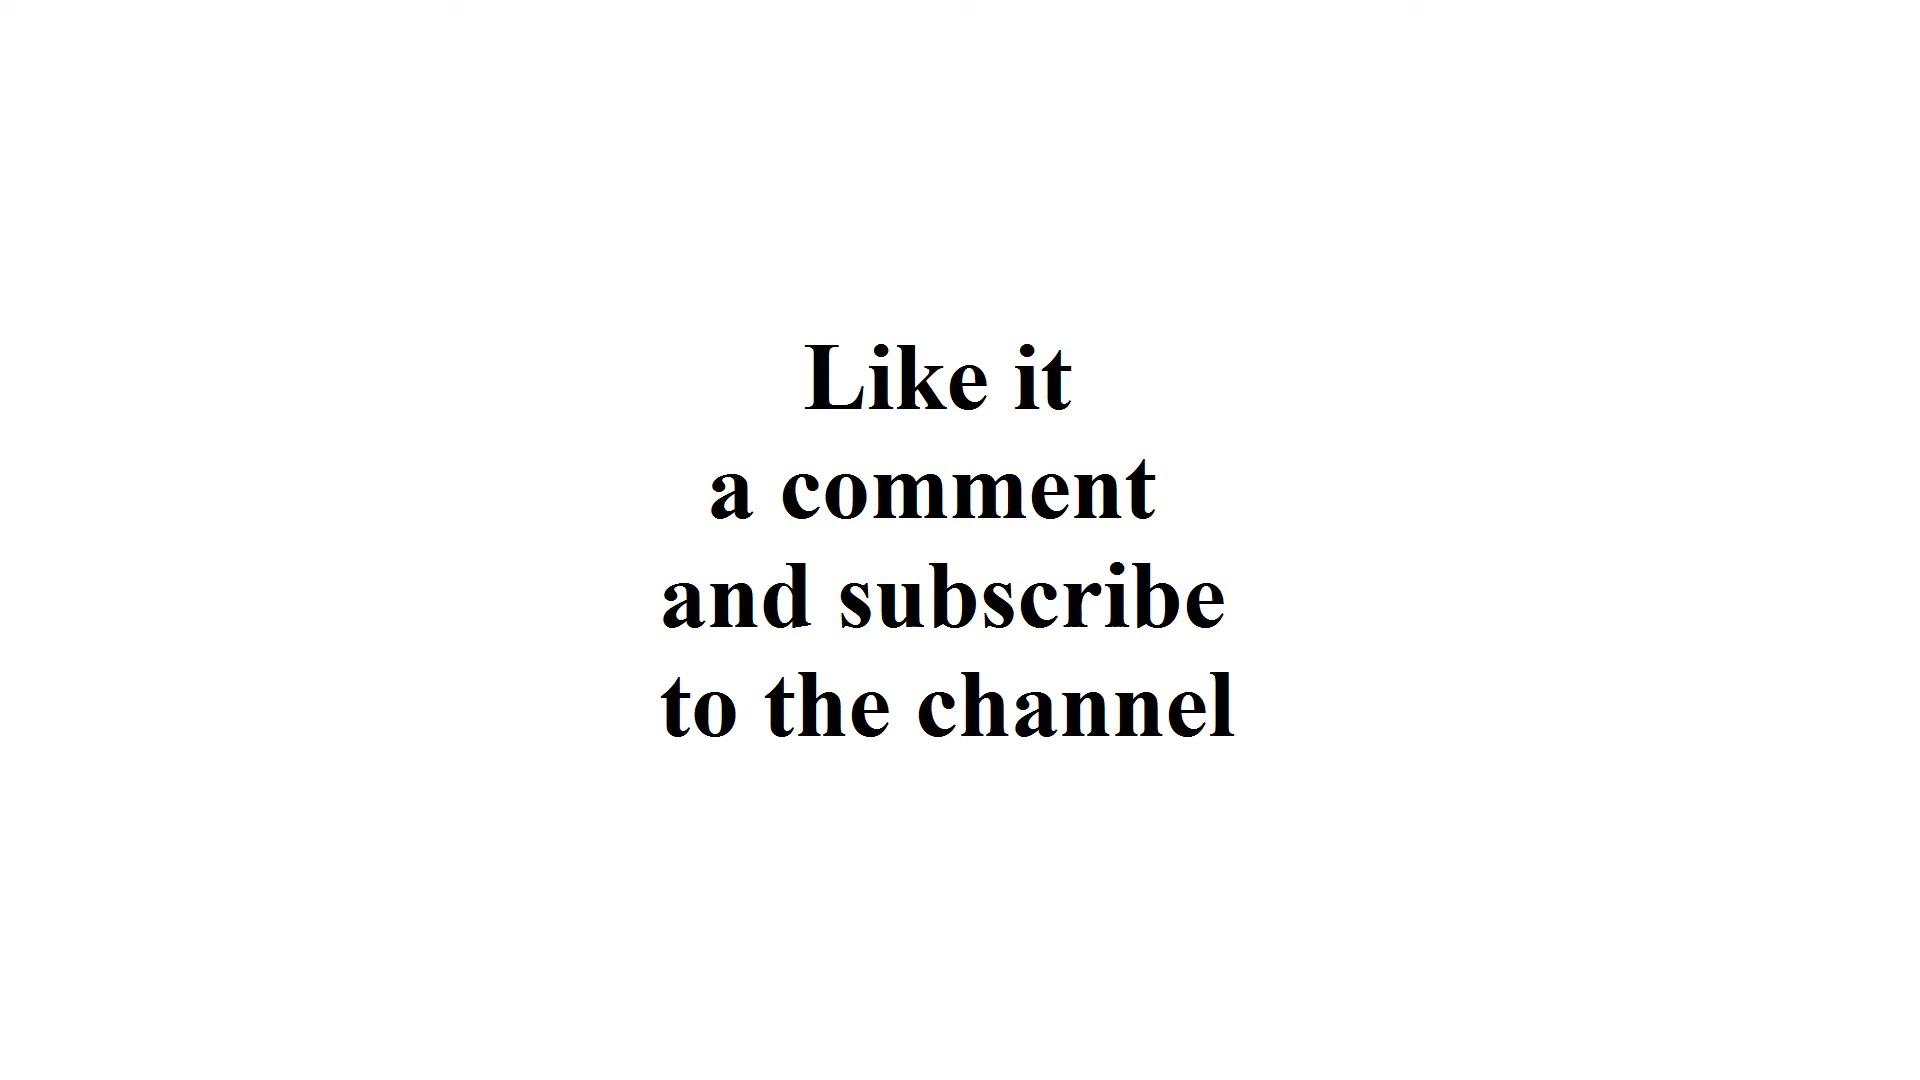 Like it
a comment
and subscribe
to the channel